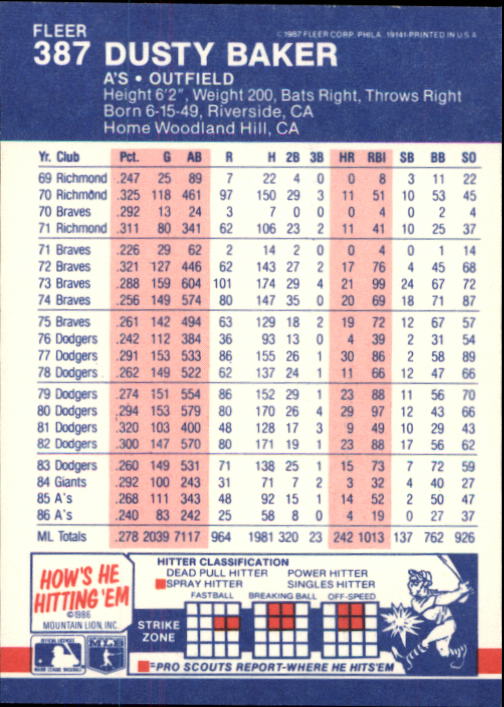 FLEER
©1987 FLEER CORP. PHILA. 19141-PRINTED IN U S A
387 DUSTY BAKER
A'S • OUTFIELD
Height 6'2", Weight 200, Bats Right, Throws Right
Born 6-15-49, Riverside, CA
Home Woodland Hill, CA
Yr. Club Pct. G AB R H 2B 3B HR RBI SB BB SO
69 Richmond .247 25 89 7 22 4 0 0 8 3 11 22
70 Richmond .325 118 461 97 150 29 3 11 51 10 53 45
70 Braves .292 13 24 3 7 0 0 0 4 0 2 4
71 Richmond .311 80 341 62 106 23 2 11 41 10 25 37
71 Braves .226 29 62 2 14 2 0 0 4 0 1 14
72 Braves .321 127 446 62 143 27 2 17 76 4 45 68
73 Braves .288 159 604 101 174 29 4 21 99 24 67 72
74 Braves .256 149 574 80 147 35 0 20 69 18 71 87
75 Braves .261 142 494 63 129 18 2 19 72 12 67 57
76 Dodgers .242 112 384 36 93 13 0 4 39 2 31 54
77 Dodgers .291 153 533 86 155 26 1 30 86 2 58 89
78 Dodgers .262 149 522 62 137 24 1 11 66 12 47 66
79 Dodgers .274 151 554 86 152 29 1 23 88 11 56 70
80 Dodgers .294 153 579 80 170 26 4 29 97 12 43 66
81 Dodgers .320 103 400 48 128 17 3 9 49 10 29 43
82 Dodgers .300 147 570 80 171 19 1 23 88 17 56 62
83 Dodgers .260 149 531 71 138 25 1 15 73 7 72 59
84 Giants .292 100 243 31 71 7 2 3 32 4 40 27
85 A's .268 111 343 48 92 15 1 14 52 2 50 47
86 A's .240 83 242 25 58 8 0 4 19 0 27 37
ML Totals .278 2039 7117 964 1981 320 23 242 1013 137 762 926
HOW'S HE
HITTING 'EM
©1986
MOUNTAIN LION, INC.
HITTER CLASSIFICATION
DEAD PULL HITTER POWER HITTER
SPRAY HITTER SINGLES HITTER
FASTBALL BREAKING BALL OFF-SPEED
STRIKE
ZONE
=PRO SCOUTS REPORT-WHERE HE HITS'EM